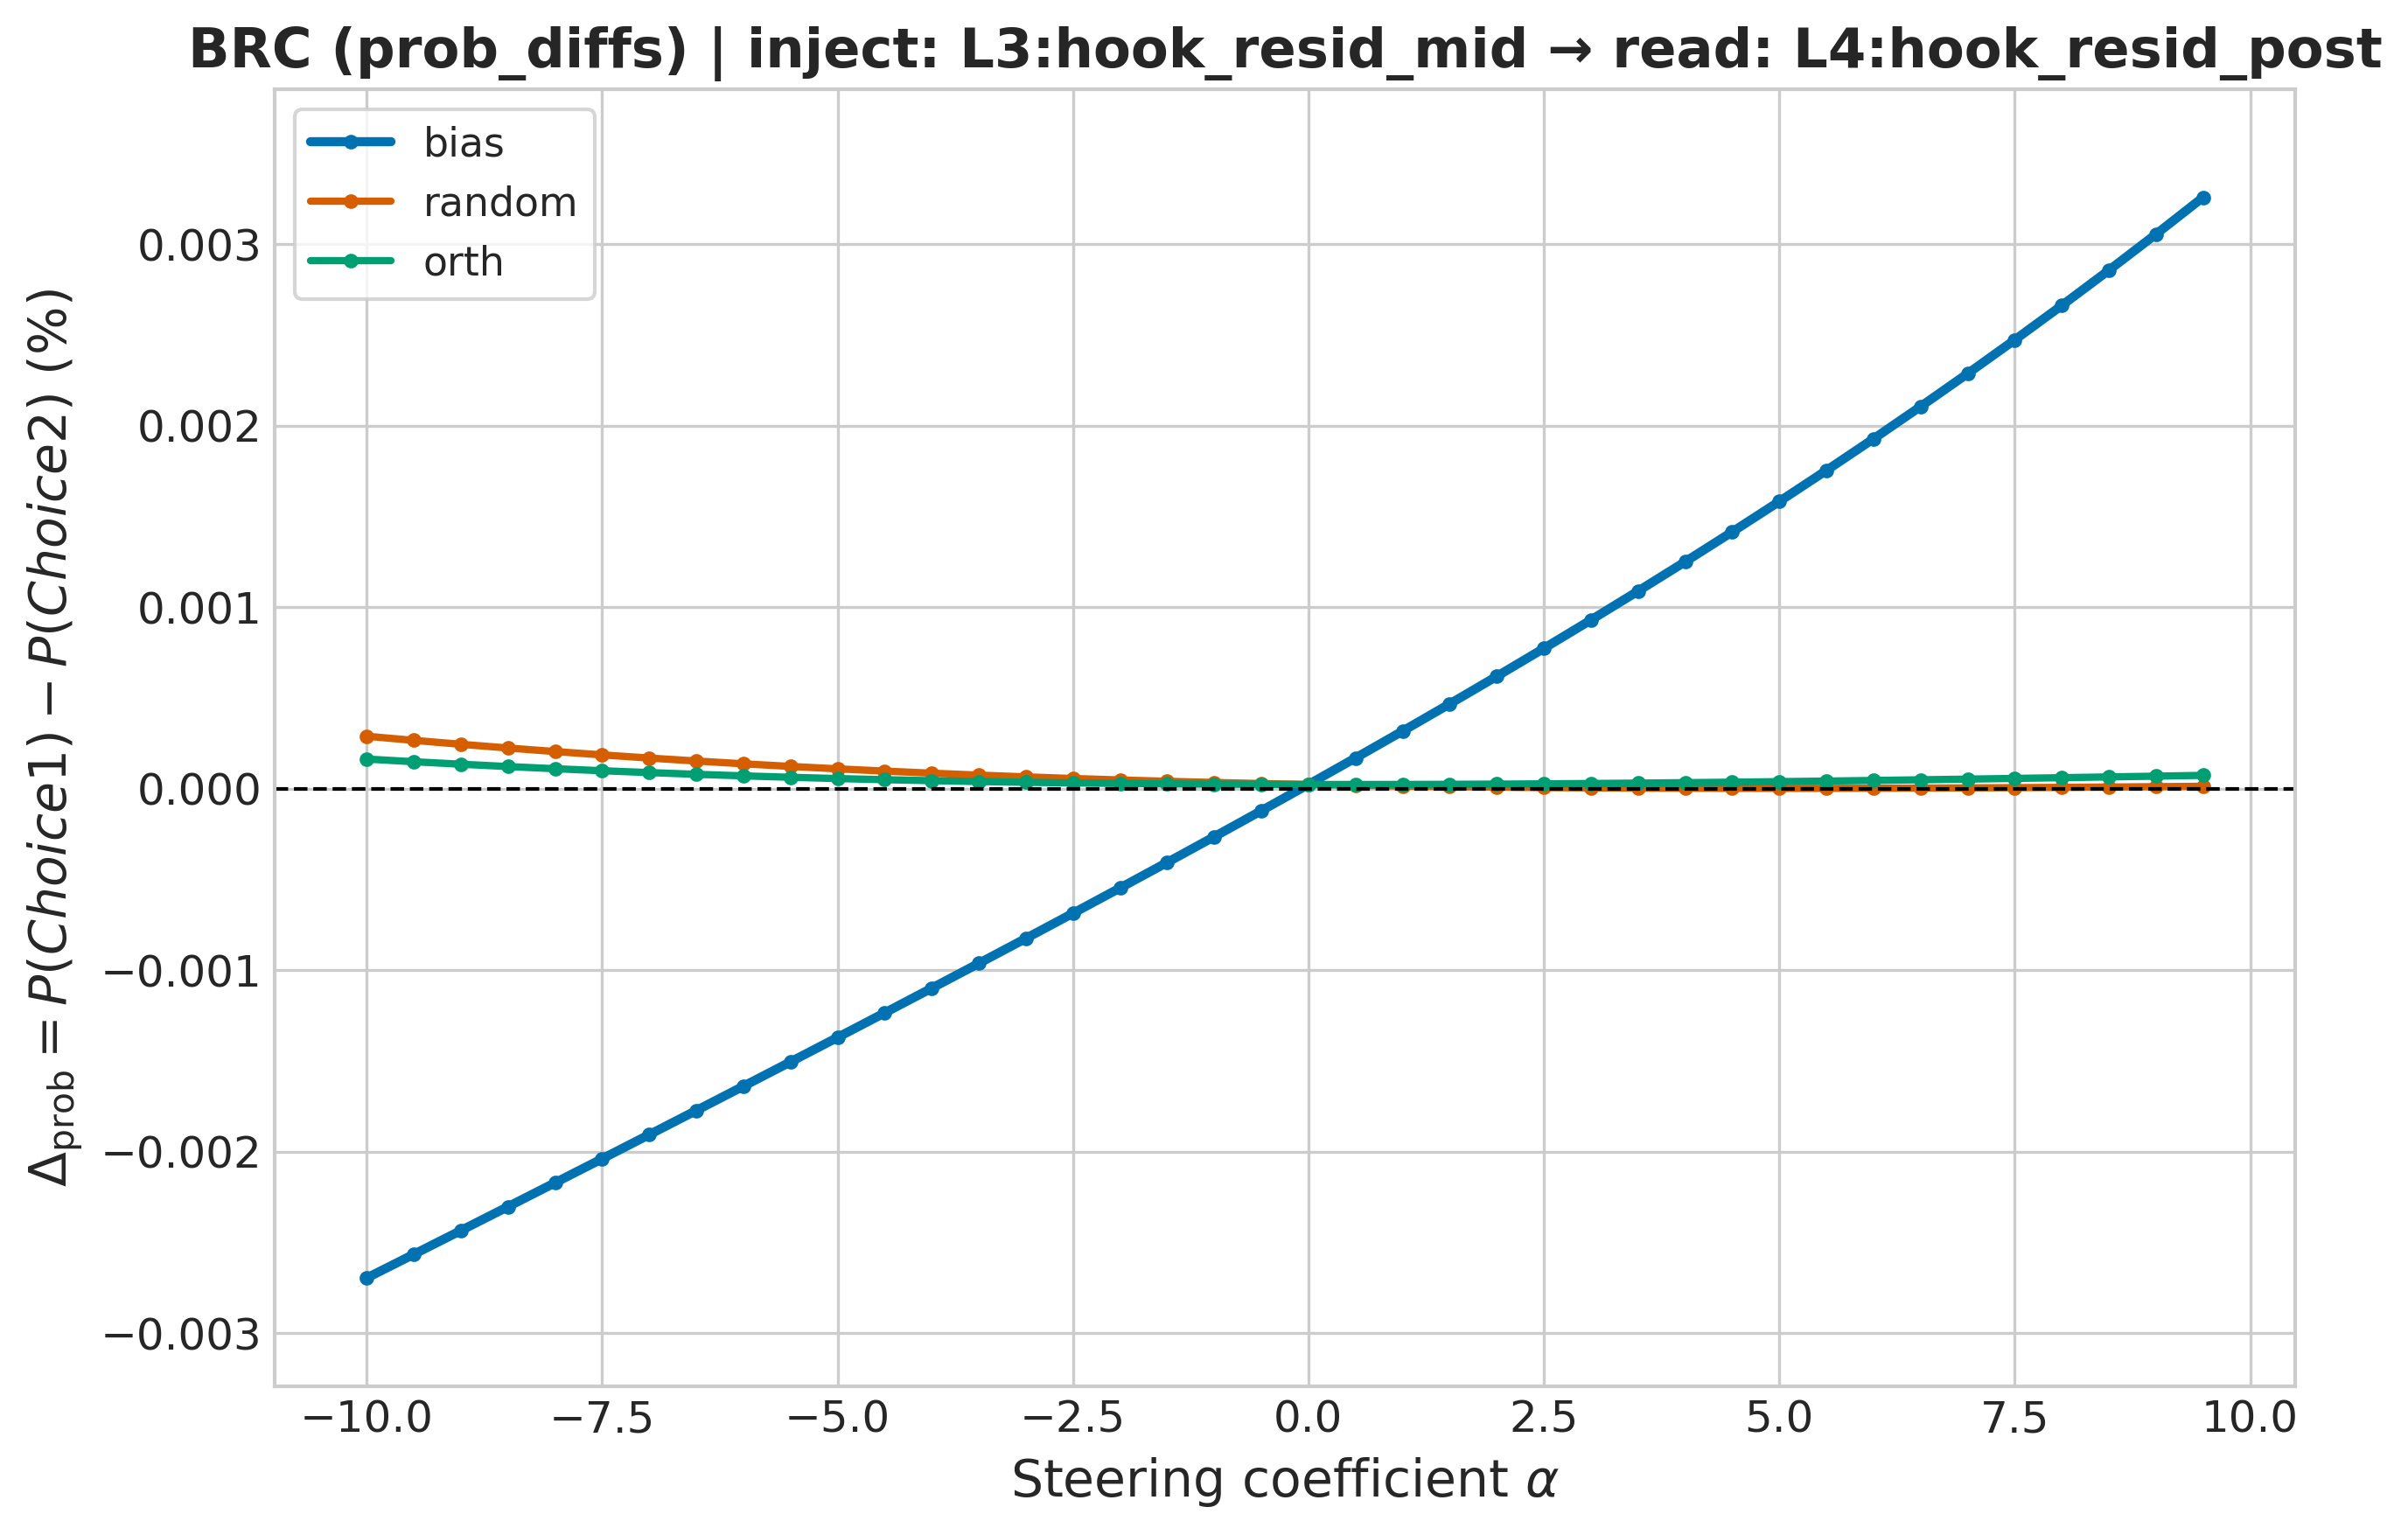 BRC (prob_diffs) | inject: L3:hook_resid_mid → read: L4:hook_resid_post
bias
random
orth
Δprob = P(Choice1) − P(Choice2) (%)
0.003
0.002
0.001
0.000
−0.001
−0.002
−0.003
−10.0 −7.5 −5.0 −2.5 0.0 2.5 5.0 7.5 10.0
Steering coefficient α